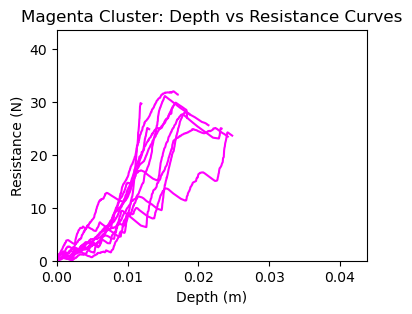 Magenta Cluster: Depth vs Resistance Curves
Resistance (N)
40
30
20
10
0
0.00 0.01 0.02 0.03 0.04
Depth (m)